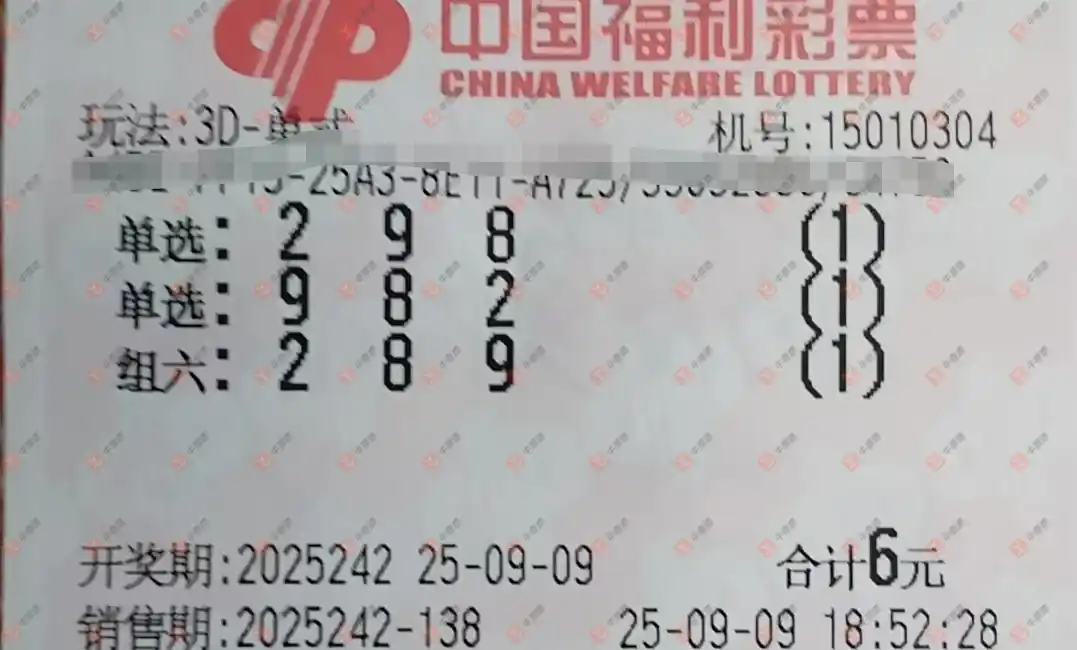 中国福利彩票
CHINA WELFARE LOTTERY
玩法:3D-单式 机号:15010304
单选: 2 9 8 (1)
单选: 9 8 2 (1)
组六: 2 8 9 (1)
开奖期:2025242 25-09-09 合计6元
销售期:2025242-138 25-09-09 18:52:28